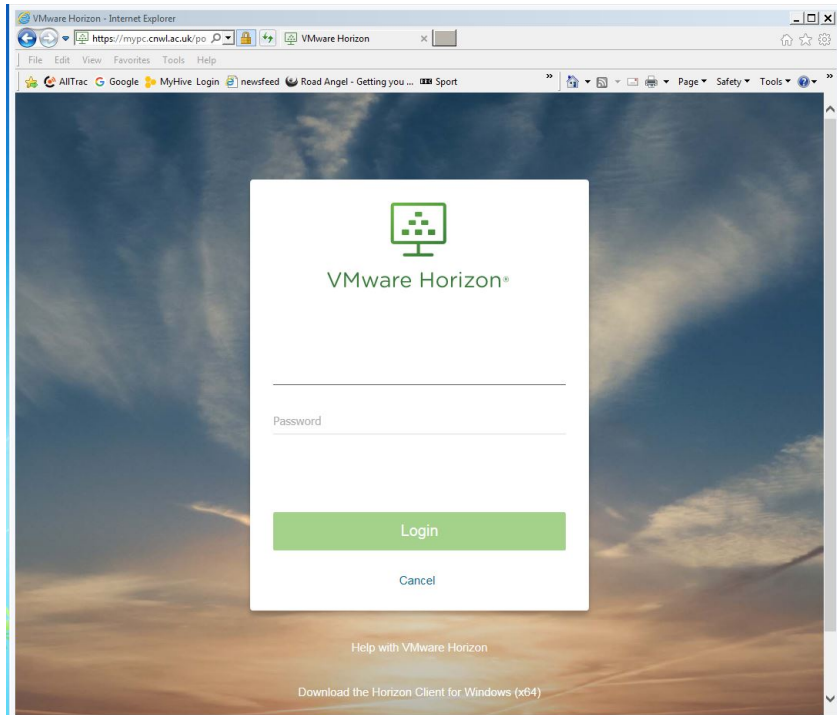 VMware Horizon - Internet Explorer
https://mypc.cnwl.ac.uk/po
VMware Horizon
File Edit View Favorites Tools Help
AllTrac Google MyHive Login newsfeed Road Angel - Getting you ... Sport
Page Safety Tools
VMware Horizon®
Password
Login
Cancel
Help with VMware Horizon
Download the Horizon Client for Windows (x64)